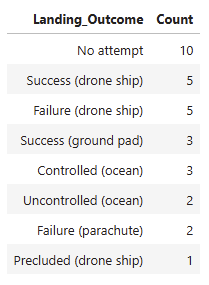 Landing_Outcome Count
No attempt 10
Success (drone ship) 5
Failure (drone ship) 5
Success (ground pad) 3
Controlled (ocean) 3
Uncontrolled (ocean) 2
Failure (parachute) 2
Precluded (drone ship) 1